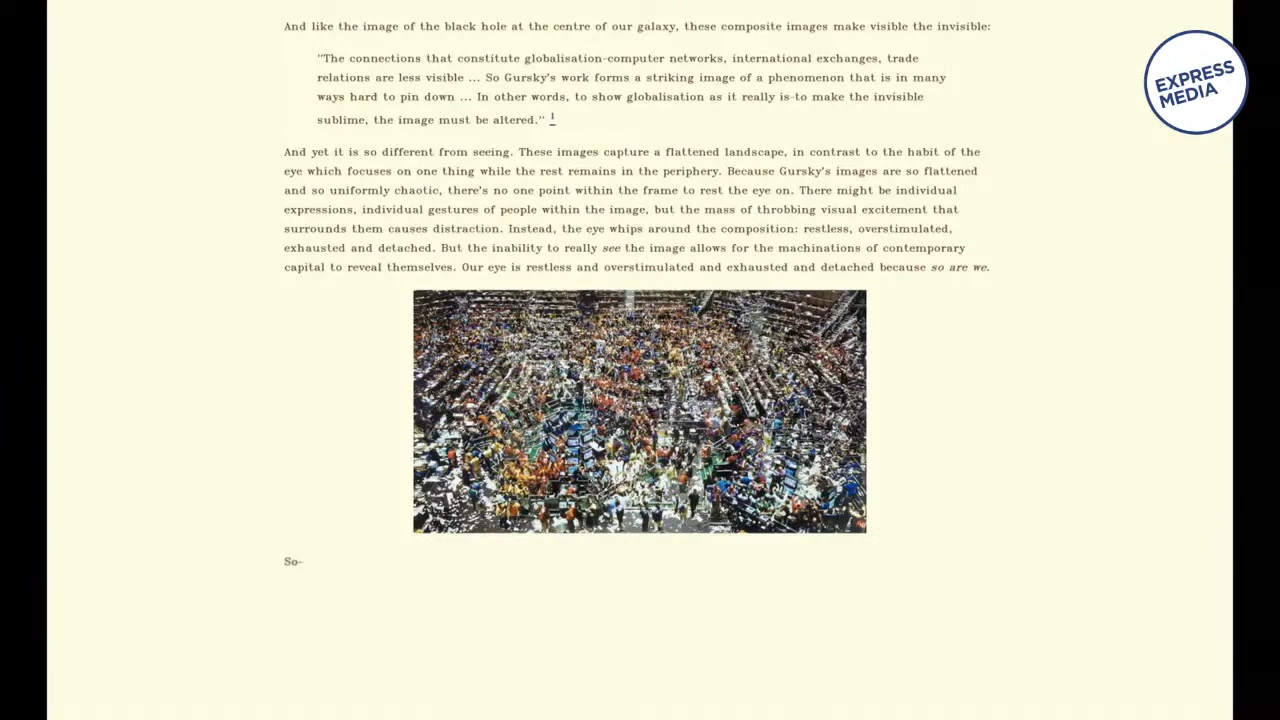 And like the image of the black hole at the centre of our galaxy, these composite images make visible the invisible:
"The connections that constitute globalisation-computer networks, international exchanges, trade
relations are less visible ... So Gursky's work forms a striking image of a phenomenon that is in many
ways hard to pin down ... In other words, to show globalisation as it really is-to make the invisible
sublime, the image must be altered." 1
And yet it is so different from seeing. These images capture a flattened landscape, in contrast to the habit of the
eye which focuses on one thing while the rest remains in the periphery. Because Gursky's images are so flattened
and so uniformly chaotic, there's no one point within the frame to rest the eye on. There might be individual
expressions, individual gestures of people within the image, but the mass of throbbing visual excitement that
surrounds them causes distraction. Instead, the eye whips around the composition: restless, overstimulated,
exhausted and detached. But the inability to really see the image allows for the machinations of contemporary
capital to reveal themselves. Our eye is restless and overstimulated and exhausted and detached because so are we.
So-
EXPRESS
MEDIA